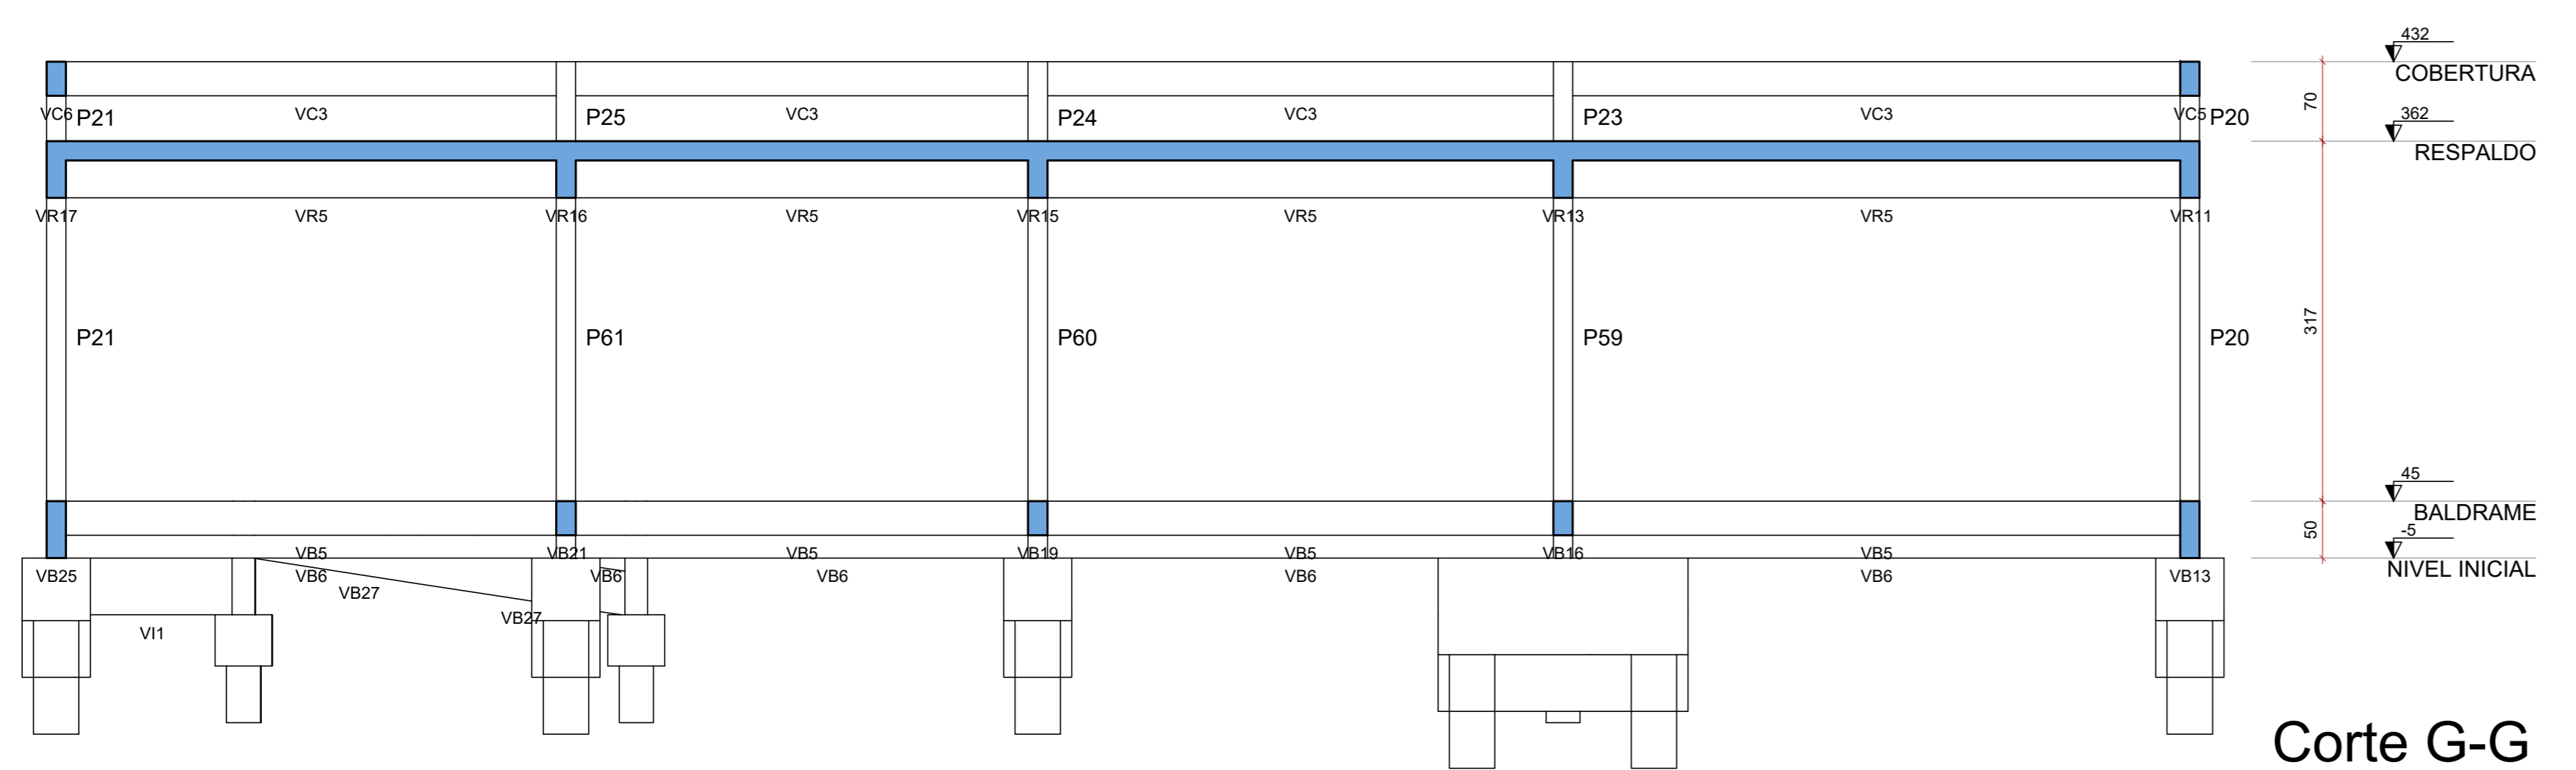 432
COBERTURA
70
VC6 P21 VC3 P25 VC3 P24 VC3 P23 VC3 VC5 P20
362
RESPALDO
VR17 VR5 VR16 VR5 VR15 VR5 VR13 VR5 VR11
317
P21 P61 P60 P59 P20
45
BALDRAME
50
-5
VB5 VB21 VB5 VB19 VB5 VB16 VB5
NIVEL INICIAL
VB25 VB6 VB6 VB6 VB6 VB6 VB13
VB27
VB27
VI1
Corte G-G